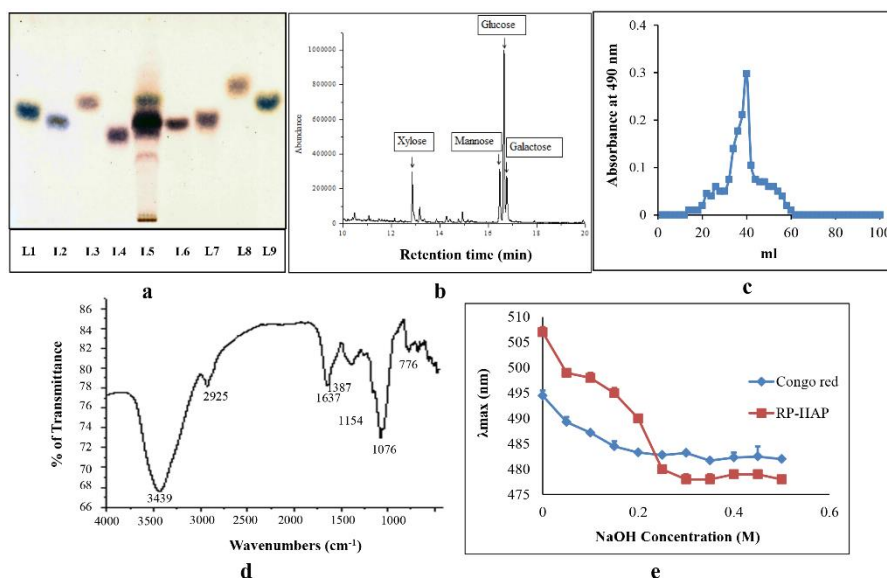 L1 L2 L3 L4 L5 L6 L7 L8 L9
a
Glucose
Xylose
Mannose
Galactose
Abundance
1000000
800000
600000
400000
200000
0
10 12 14 16 18 20
Retention time (min)
b
Absorbance at 490 nm
0.4
0.3
0.2
0.1
0
0 20 40 60 80 100
ml
c
% of Transmittance
86
84
82
80
78
76
74
72
70
68
66
3439
2925
1637
1387
1154
1076
776
4000 3500 3000 2500 2000 1500 1000
Wavenumbers (cm-1)
d
λmax (nm)
510
505
500
495
490
485
480
475
Congo red
RP-HAP
0 0.2 0.4 0.6
NaOH Concentration (M)
e